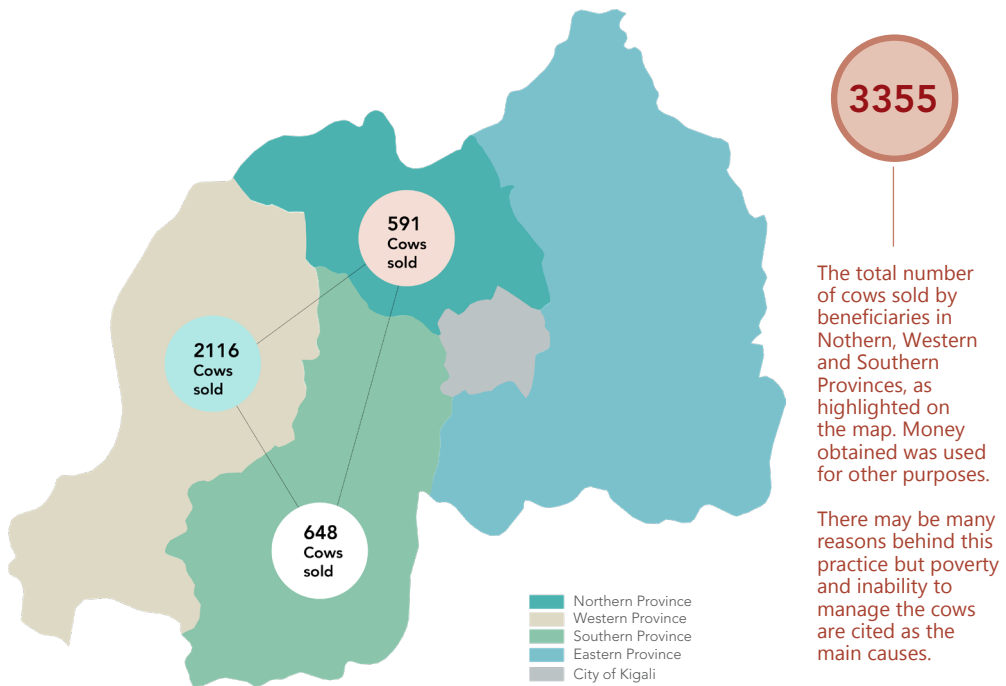 3355
591
Cows
sold
2116
Cows
sold
648
Cows
sold
The total number
of cows sold by
beneficiaries in
Nothern, Western
and Southern
Provinces, as
highlighted on
the map. Money
obtained was used
for other purposes.
There may be many
reasons behind this
practice but poverty
and inability to
manage the cows
are cited as the
main causes.
Northern Province
Western Province
Southern Province
Eastern Province
City of Kigali